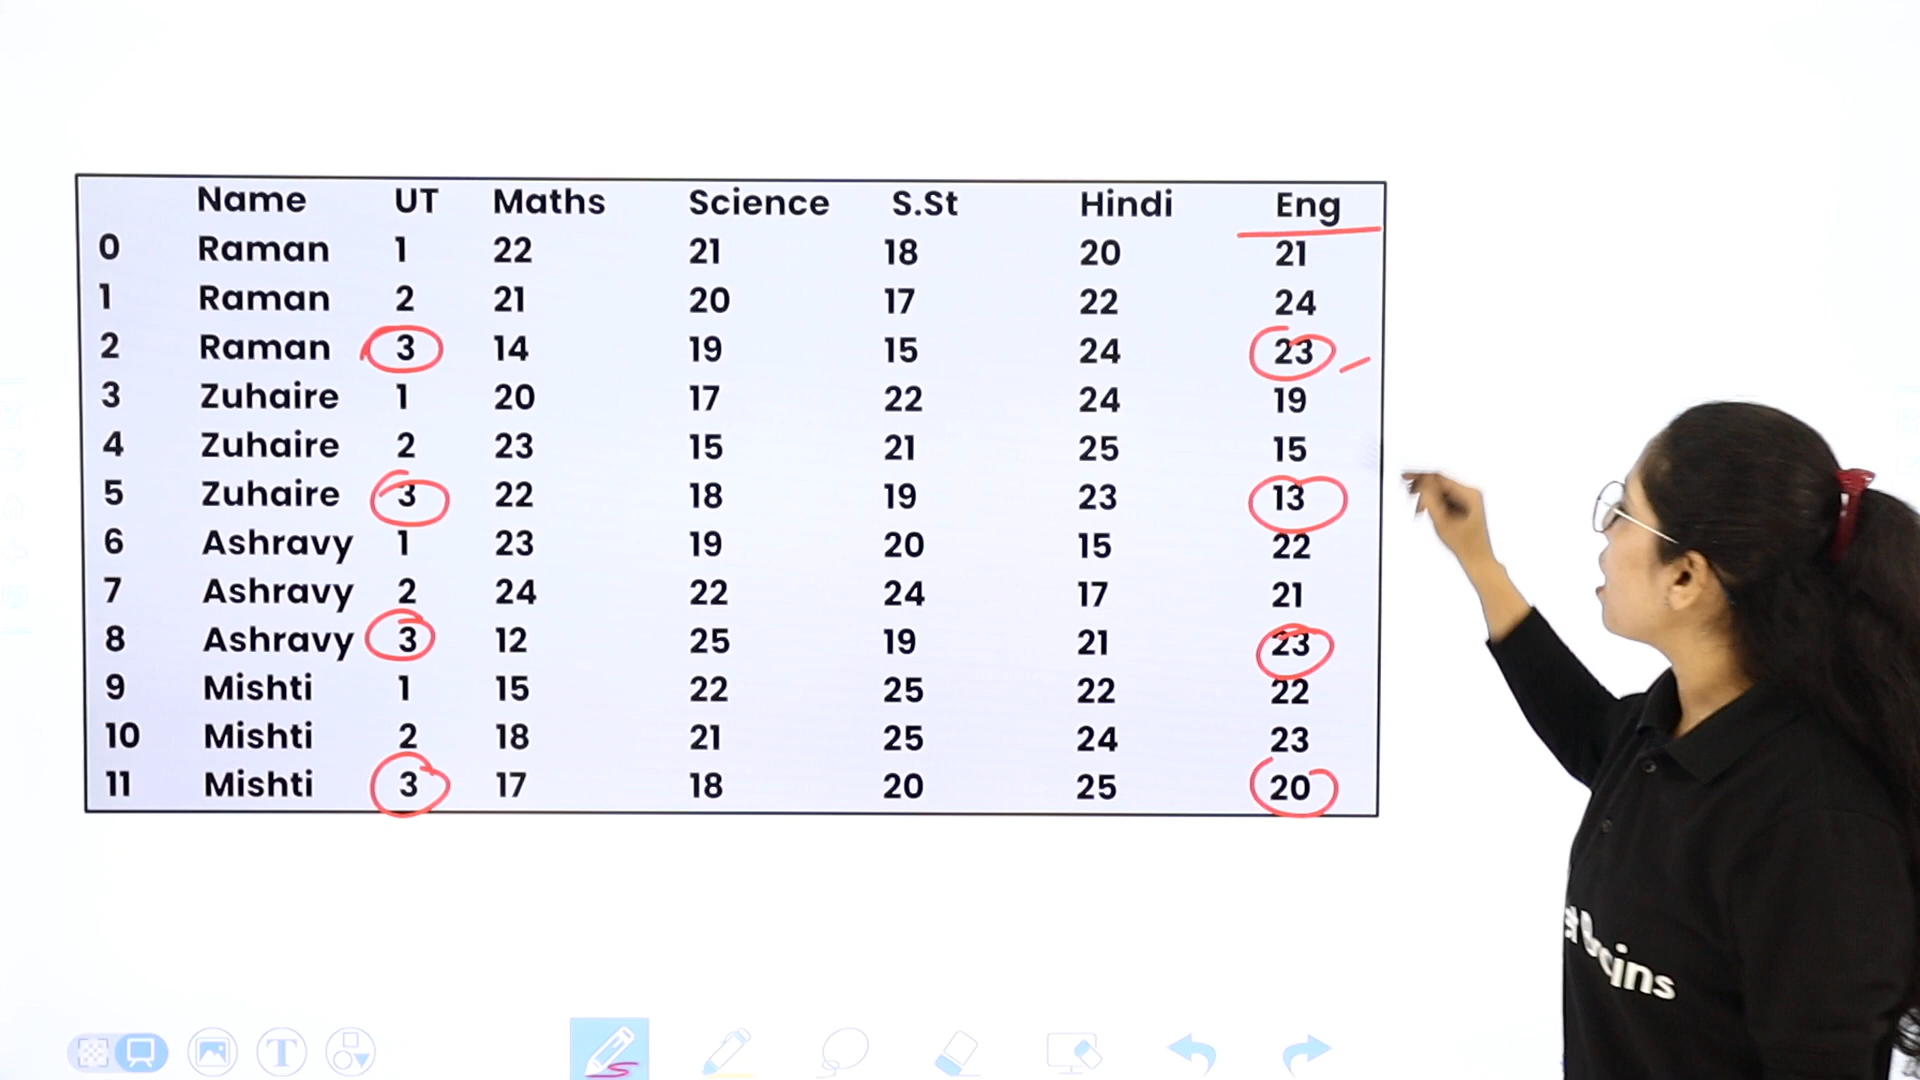 Name UT Maths Science S.St Hindi Eng
0 Raman 1 22 21 18 20 21
1 Raman 2 21 20 17 22 24
2 Raman 3 14 19 15 24 23
3 Zuhaire 1 20 17 22 24 19
4 Zuhaire 2 23 15 21 25 15
5 Zuhaire 3 22 18 19 23 13
6 Ashravy 1 23 19 20 15 22
7 Ashravy 2 24 22 24 17 21
8 Ashravy 3 12 25 19 21 23
9 Mishti 1 15 22 25 22 22
10 Mishti 2 18 21 25 24 23
11 Mishti 3 17 18 20 25 20
T